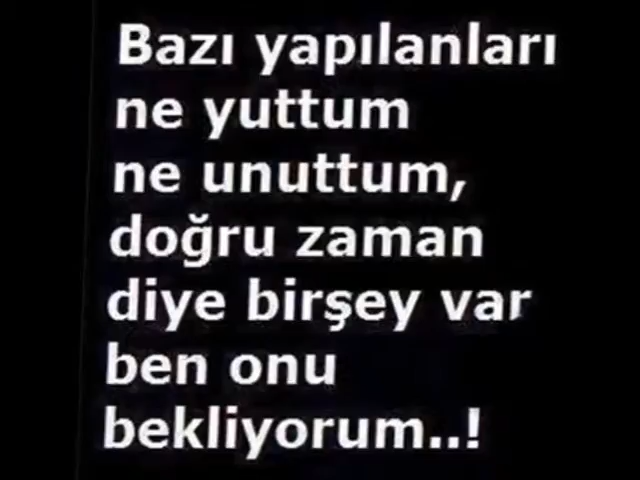 Bazı yapılanları
ne yuttum
ne unuttum,
doğru zaman
diye birşey var
ben onu
bekliyorum..!